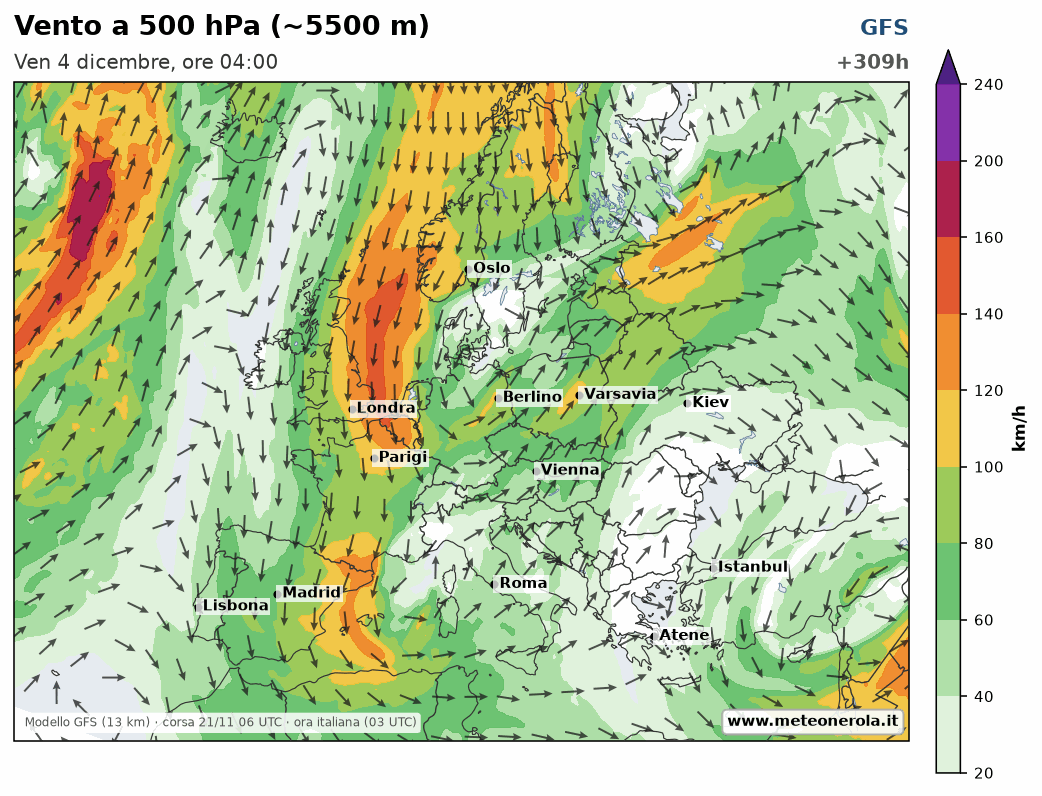 Vento a 500 hPa (~5500 m)
GFS
Ven 4 dicembre, ore 04:00
+309h
240
200
160
140
120
100
80
60
40
20
km/h
Oslo
Londra
Berlino
Varsavia
Kiev
Parigi
Vienna
Istanbul
Madrid
Roma
Lisbona
Atene
Modello GFS (13 km) · corsa 21/11 06 UTC · ora italiana (03 UTC)
www.meteonerola.it